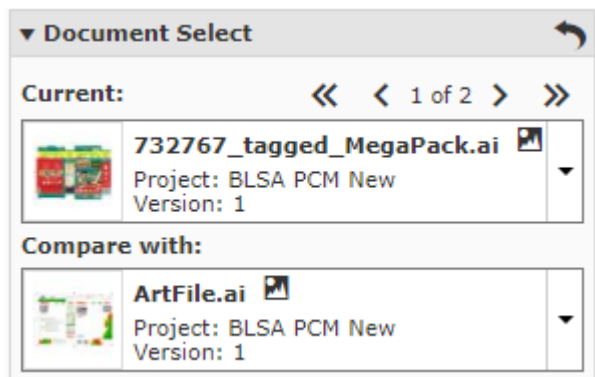 Document Select
Current:
1 of 2
732767_tagged_MegaPack.ai
Project: BLSA PCM New
Version: 1
Compare with:
ArtFile.ai
Project: BLSA PCM New
Version: 1